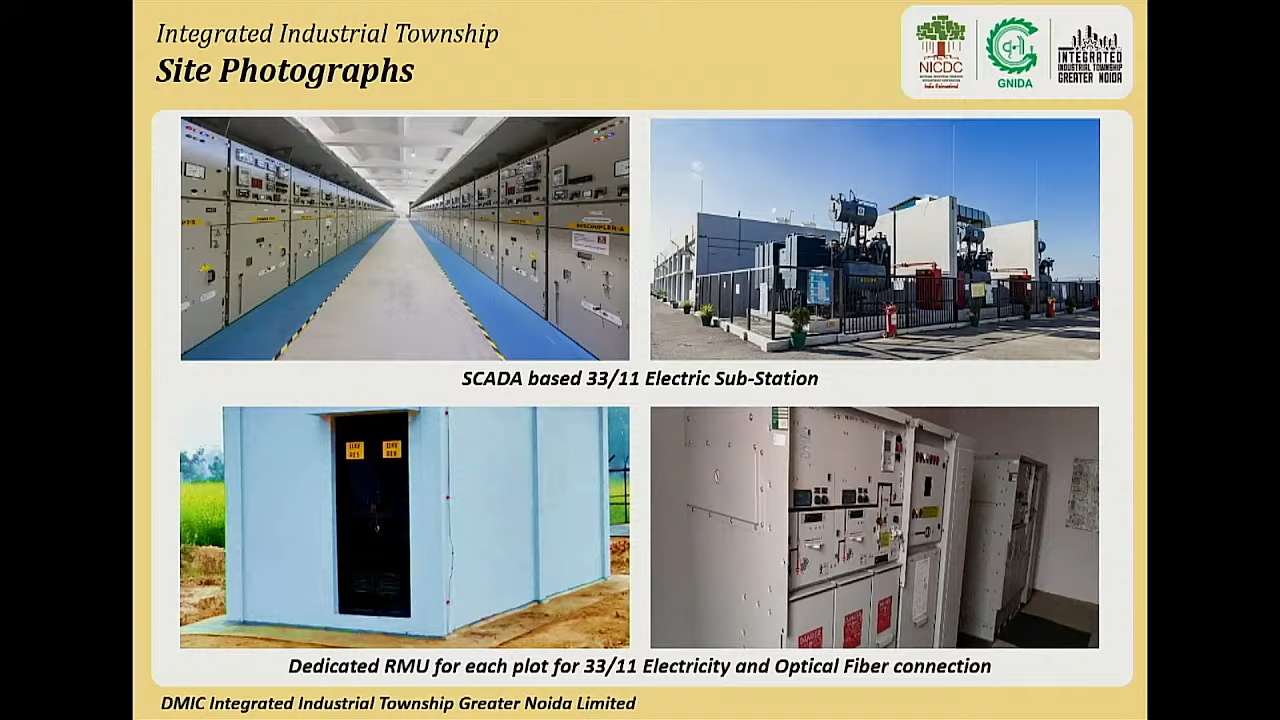 Integrated Industrial Township
Site Photographs
NICDC
GNIDA
INTEGRATED
INDUSTRIAL TOWNSHIP
GREATER NOIDA
BUSCOUPLER-A
SCADA based 33/11 Electric Sub-Station
DANGER
Dedicated RMU for each plot for 33/11 Electricity and Optical Fiber connection
DMIC Integrated Industrial Township Greater Noida Limited